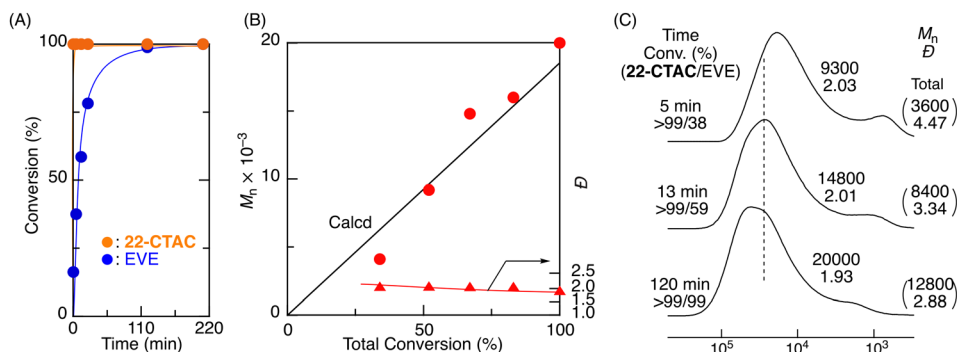 (A)
100
50
0
Conversion (%)
: 22-CTAC
: EVE
0 110 220
Time (min)
(B)
20
10
0
Mn × 10⁻³
Calcd
Đ
2.5
2.0
1.5
1.0
0 50 100
Total Conversion (%)
(C)
Time
Conv. (%)
(22-CTAC/EVE)
Mn
Đ
Total
5 min
>99/38
9300
2.03
(3600
4.47)
13 min
>99/59
14800
2.01
(8400
3.34)
120 min
>99/99
20000
1.93
(12800
2.88)
10⁵ 10⁴ 10³